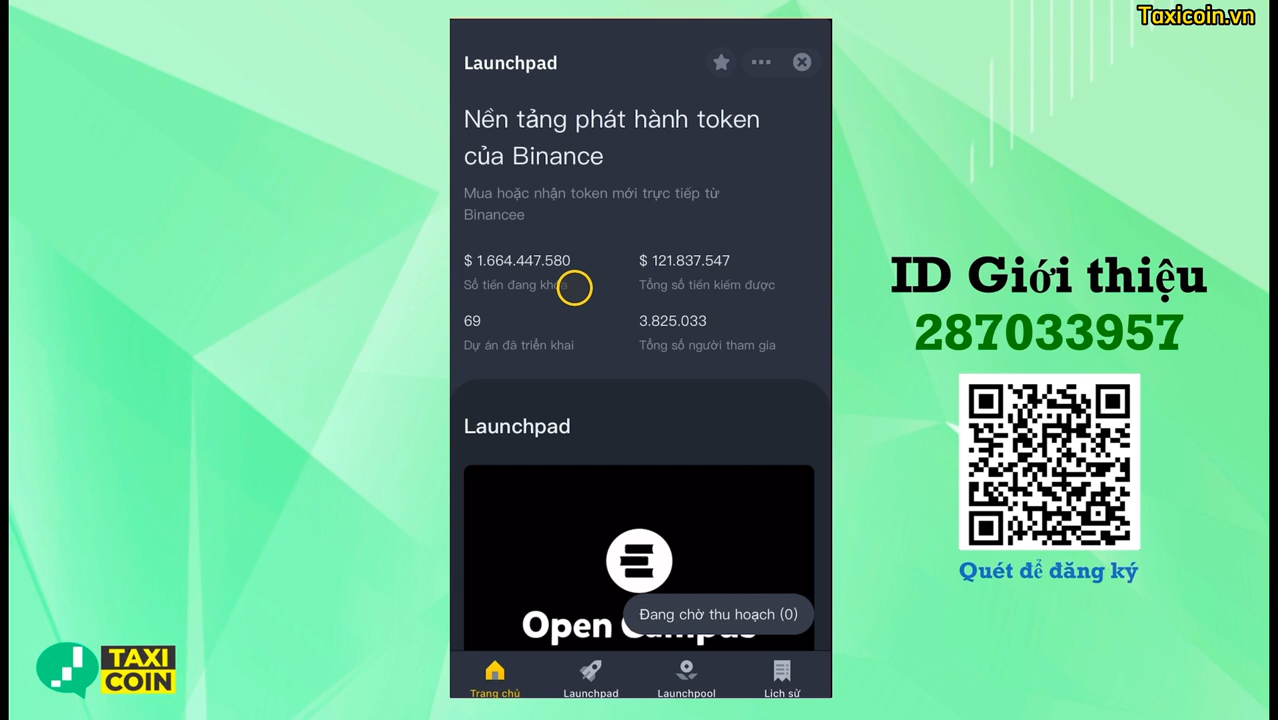 Taxicoin.vn
Launchpad
Nền tảng phát hành token
của Binance
Mua hoặc nhận token mới trực tiếp từ
Binancee
$ 1.664.447.580
Số tiền đang khóa
$ 121.837.547
Tổng số tiền kiếm được
69
Dự án đã triển khai
3.825.033
Tổng số người tham gia
Launchpad
Open Campus
Đang chờ thu hoạch (0)
Trang chủ
Launchpad
Launchpool
Lịch sử
ID Giới thiệu
287033957
Quét để đăng ký
TAXI
COIN